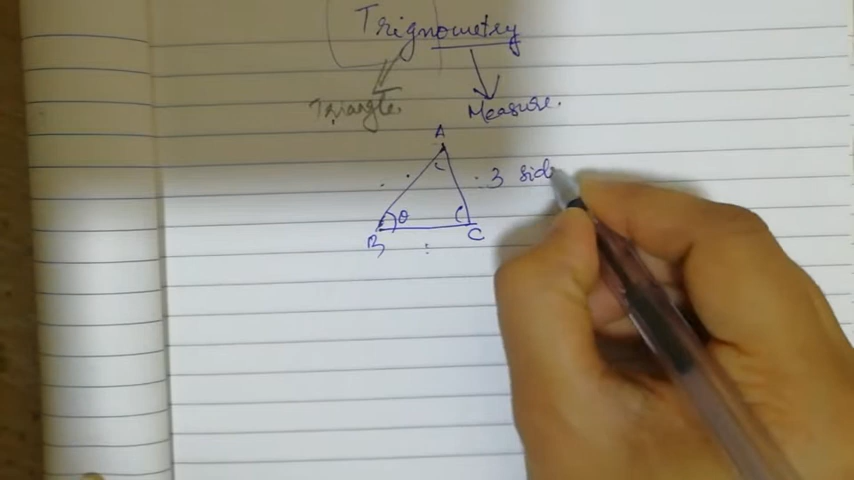 Trignometry
Triangle. Measure.
A
3 sid
θ
B C